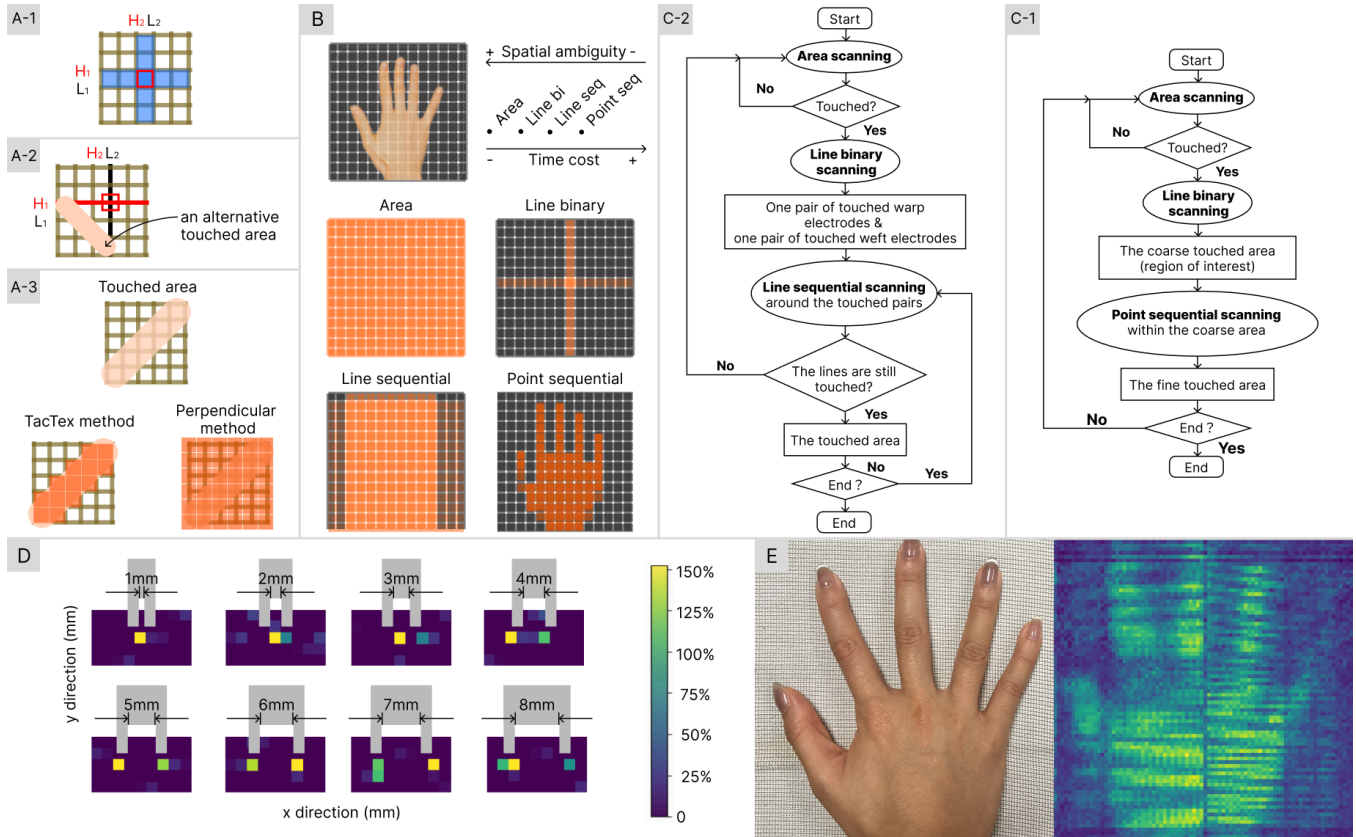 A-1
H₂ L₂
H₁
L₁
A-2
H₂ L₂
H₁
L₁
an alternative
touched area
A-3
Touched area
TacTex method
Perpendicular
method
B
+ Spatial ambiguity -
Area
Line bi
Line seq
Point seq
- Time cost +
Area
Line binary
Line sequential
Point sequential
C-2
Start
Area scanning
No
Touched?
Yes
Line binary
scanning
One pair of touched warp
electrodes &
one pair of touched weft electrodes
Line sequential scanning
around the touched pairs
No
The lines are still
touched?
Yes
The touched area
No
End ?
Yes
End
C-1
Start
Area scanning
No
Touched?
Yes
Line binary
scanning
The coarse touched area
(region of interest)
Point sequential scanning
within the coarse area
The fine touched area
No
End ?
Yes
End
D
1mm
2mm
3mm
4mm
5mm
6mm
7mm
8mm
y direction (mm)
x direction (mm)
150%
125%
100%
75%
50%
25%
0
E